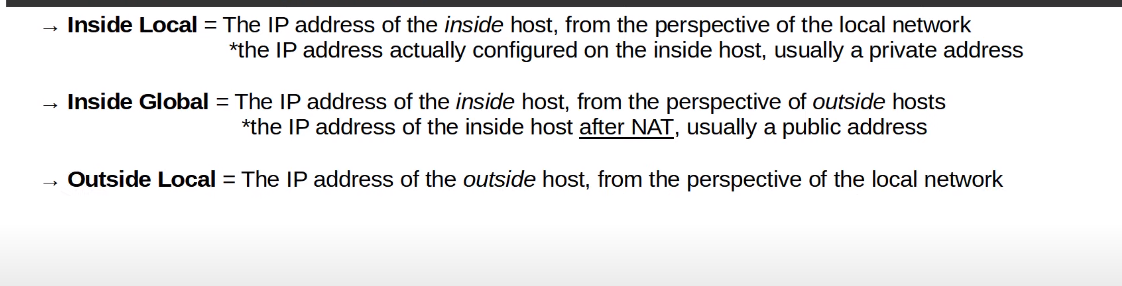 → Inside Local = The IP address of the inside host, from the perspective of the local network
*the IP address actually configured on the inside host, usually a private address
→ Inside Global = The IP address of the inside host, from the perspective of outside hosts
*the IP address of the inside host after NAT, usually a public address
→ Outside Local = The IP address of the outside host, from the perspective of the local network